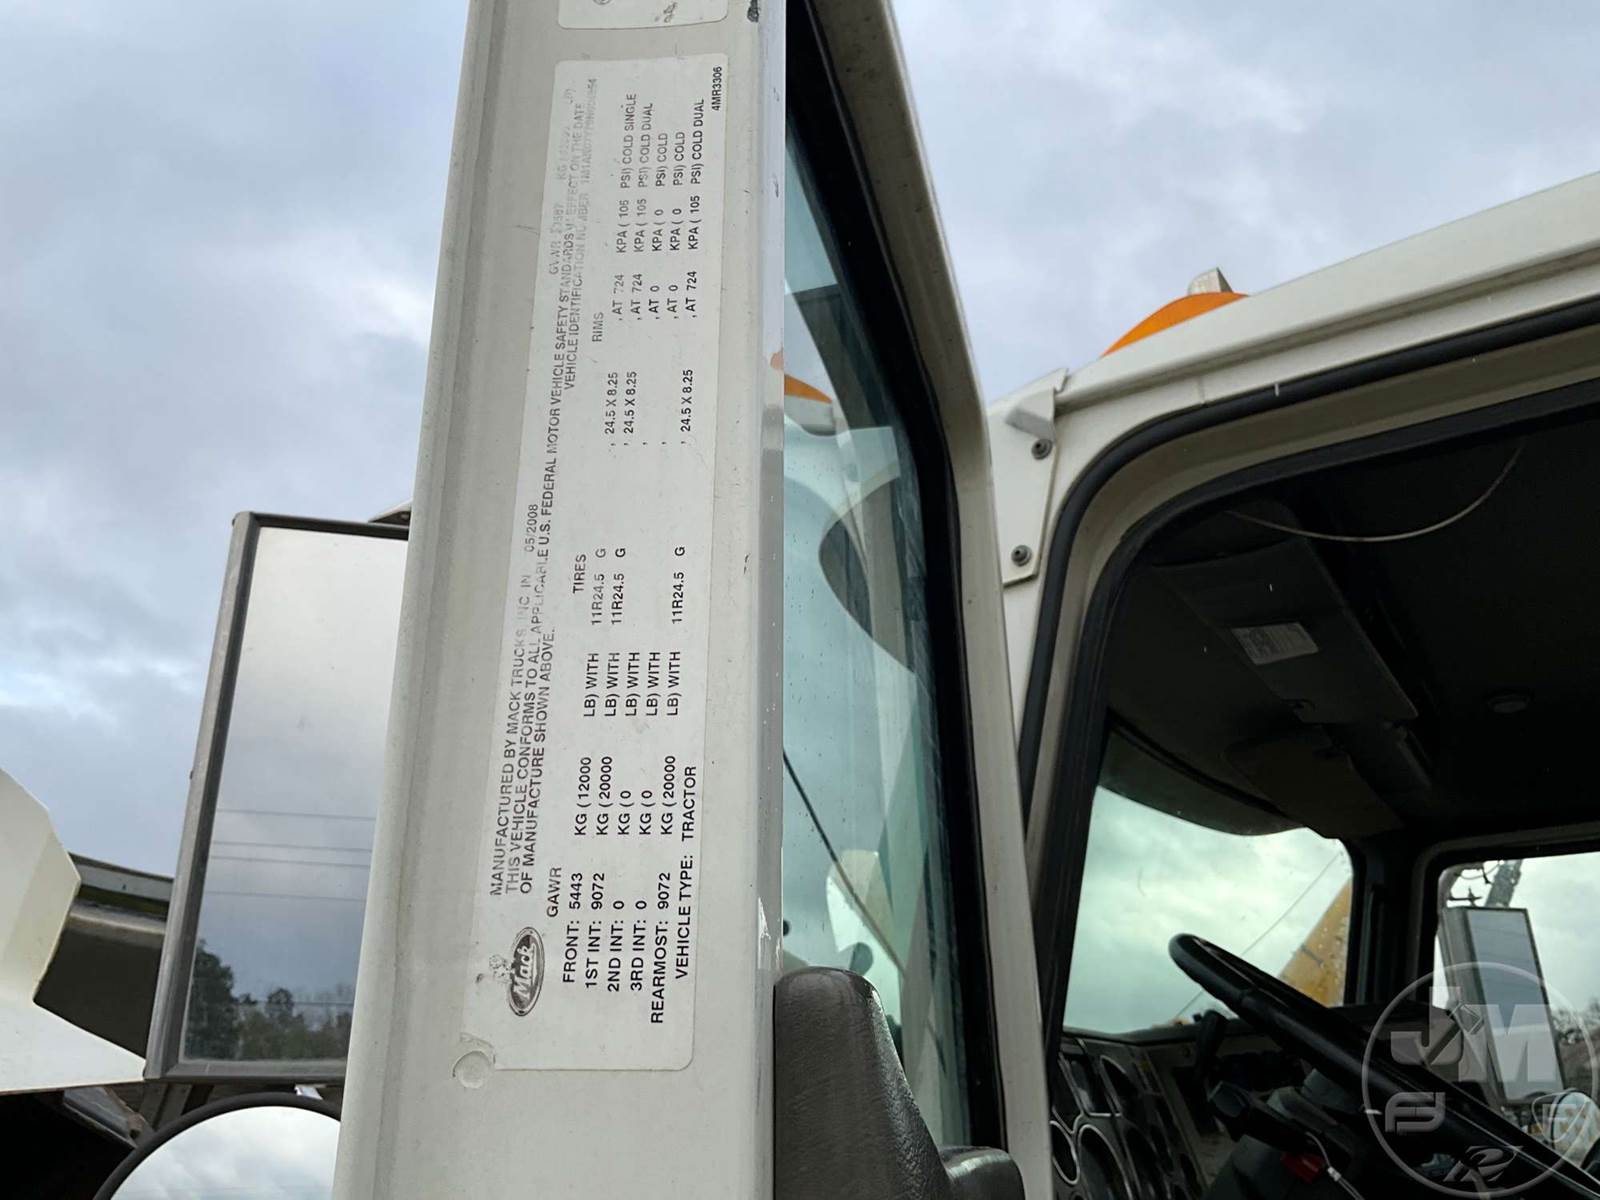 MANUFACTURED BY MACK TRUCKS INC IN 05/2008
GVWR KG
THIS VEHICLE CONFORMS TO ALL APPLICABLE U.S. FEDERAL MOTOR VEHICLE SAFETY STANDARDS IN EFFECT ON THE DATE
OF MANUFACTURE SHOWN ABOVE. VEHICLE IDENTIFICATION NUMBER
GAWR TIRES RIMS
FRONT: 5443 KG ( 12000 LB) WITH 11R24.5 G , 24.5 X 8.25 , AT 724 KPA ( 105 PSI) COLD SINGLE
1ST INT: 9072 KG ( 20000 LB) WITH 11R24.5 G , 24.5 X 8.25 , AT 724 KPA ( 105 PSI) COLD DUAL
2ND INT: 0 KG ( 0 LB) WITH , , AT 0 KPA ( 0 PSI) COLD
3RD INT: 0 KG ( 0 LB) WITH , , AT 0 KPA ( 0 PSI) COLD
REARMOST: 9072 KG ( 20000 LB) WITH 11R24.5 G , 24.5 X 8.25 , AT 724 KPA ( 105 PSI) COLD DUAL
VEHICLE TYPE: TRACTOR
4MR3306
Mack
JM